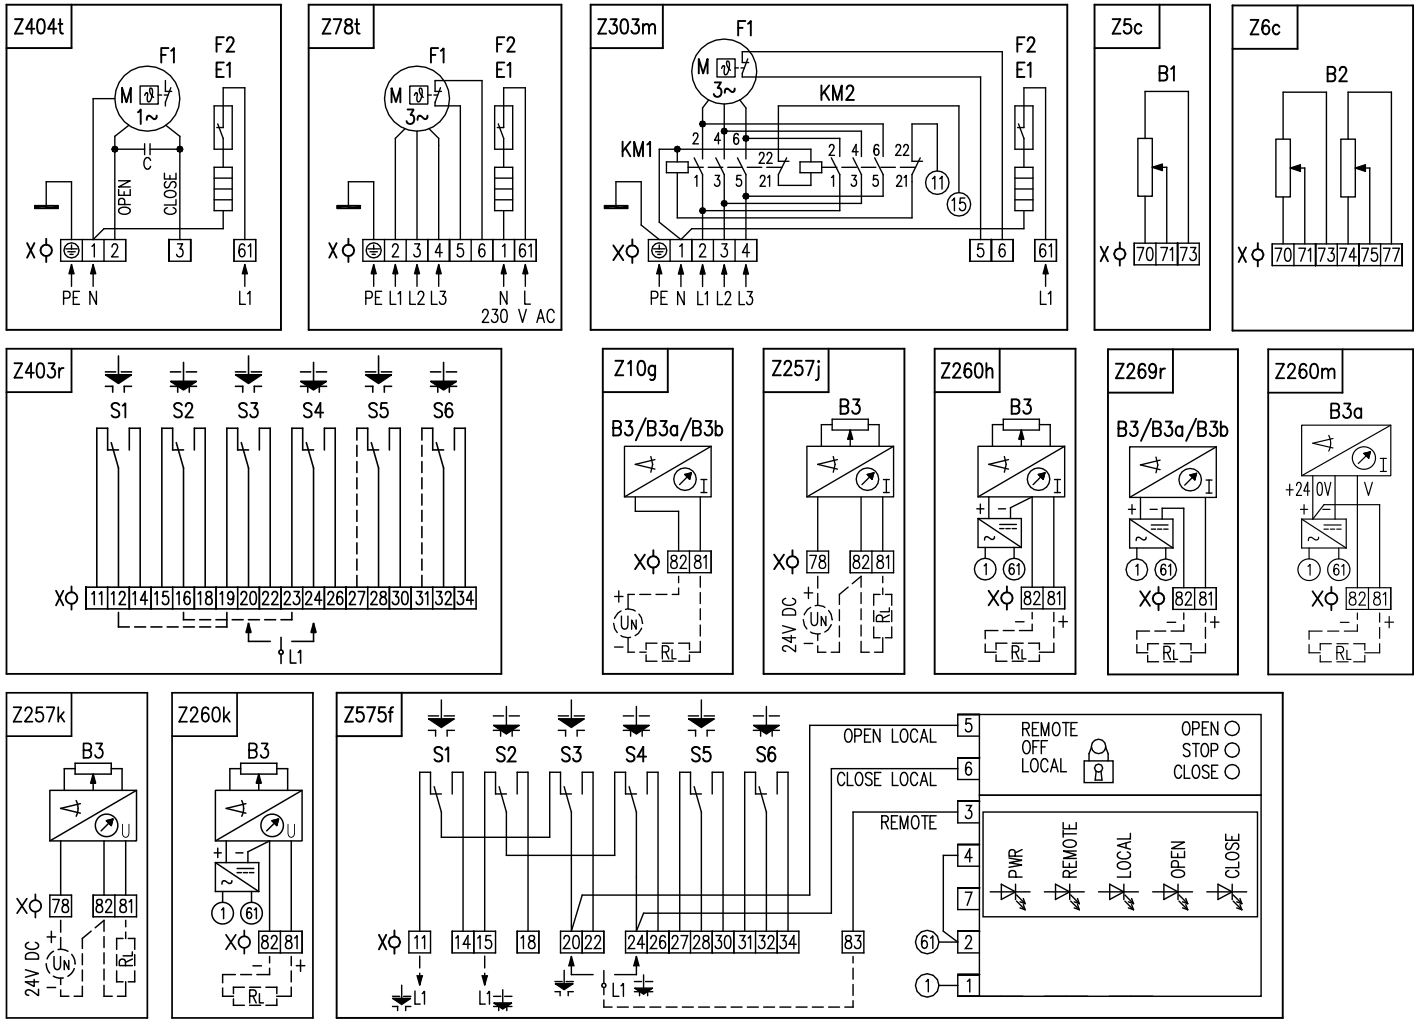 Z404t
F1
F2
E1
M ϑ
1~
C
OPEN
CLOSE
X 1 2 3 61
PE N L1
Z78t
F1
F2
E1
M ϑ
3~
X 2 3 4 5 6 1 61
PE L1 L2 L3 N L
230 V AC
Z303m
F1
F2
E1
M ϑ
3~
KM2
KM1
2 4 6 22 2 4 6 22
1 3 5 21 1 3 5 21
11
15
X 1 2 3 4 5 6 61
PE N L1 L2 L3 L1
Z5c
B1
X 70 71 73
Z6c
B2
X 70 71 73 74 75 77
Z403r
S1 S2 S3 S4 S5 S6
X 11 12 14 15 16 18 19 20 22 23 24 26 27 28 30 31 32 34
L1
Z10g
B3/B3a/B3b
I
X 82 81
+
UN
−
RL
Z257j
B3
I
78 82 81
+
24V DC
UN
−
RL
Z260h
B3
I
+ −
~
1 61
X 82 81
− +
RL
Z269r
B3/B3a/B3b
I
+ −
~
1 61
X 82 81
− +
RL
Z260m
B3a
I
+24 0V V
+ −
~
1 61
X 82 81
− +
RL
Z257k
B3
U
X 78 82 81
+
24V DC
UN
−
RL
Z260k
B3
U
+ −
~
1 61
X 82 81
− +
RL
Z575f
S1 S2 S3 S4 S5 S6
X 11 14 15 18 20 22 24 26 27 28 30 31 32 34 83
L1 L1 L1
OPEN LOCAL
CLOSE LOCAL
REMOTE
5
6
3
4
7
61 2
1 1
REMOTE
OFF
LOCAL
OPEN
STOP
CLOSE
PWR
REMOTE
LOCAL
OPEN
CLOSE